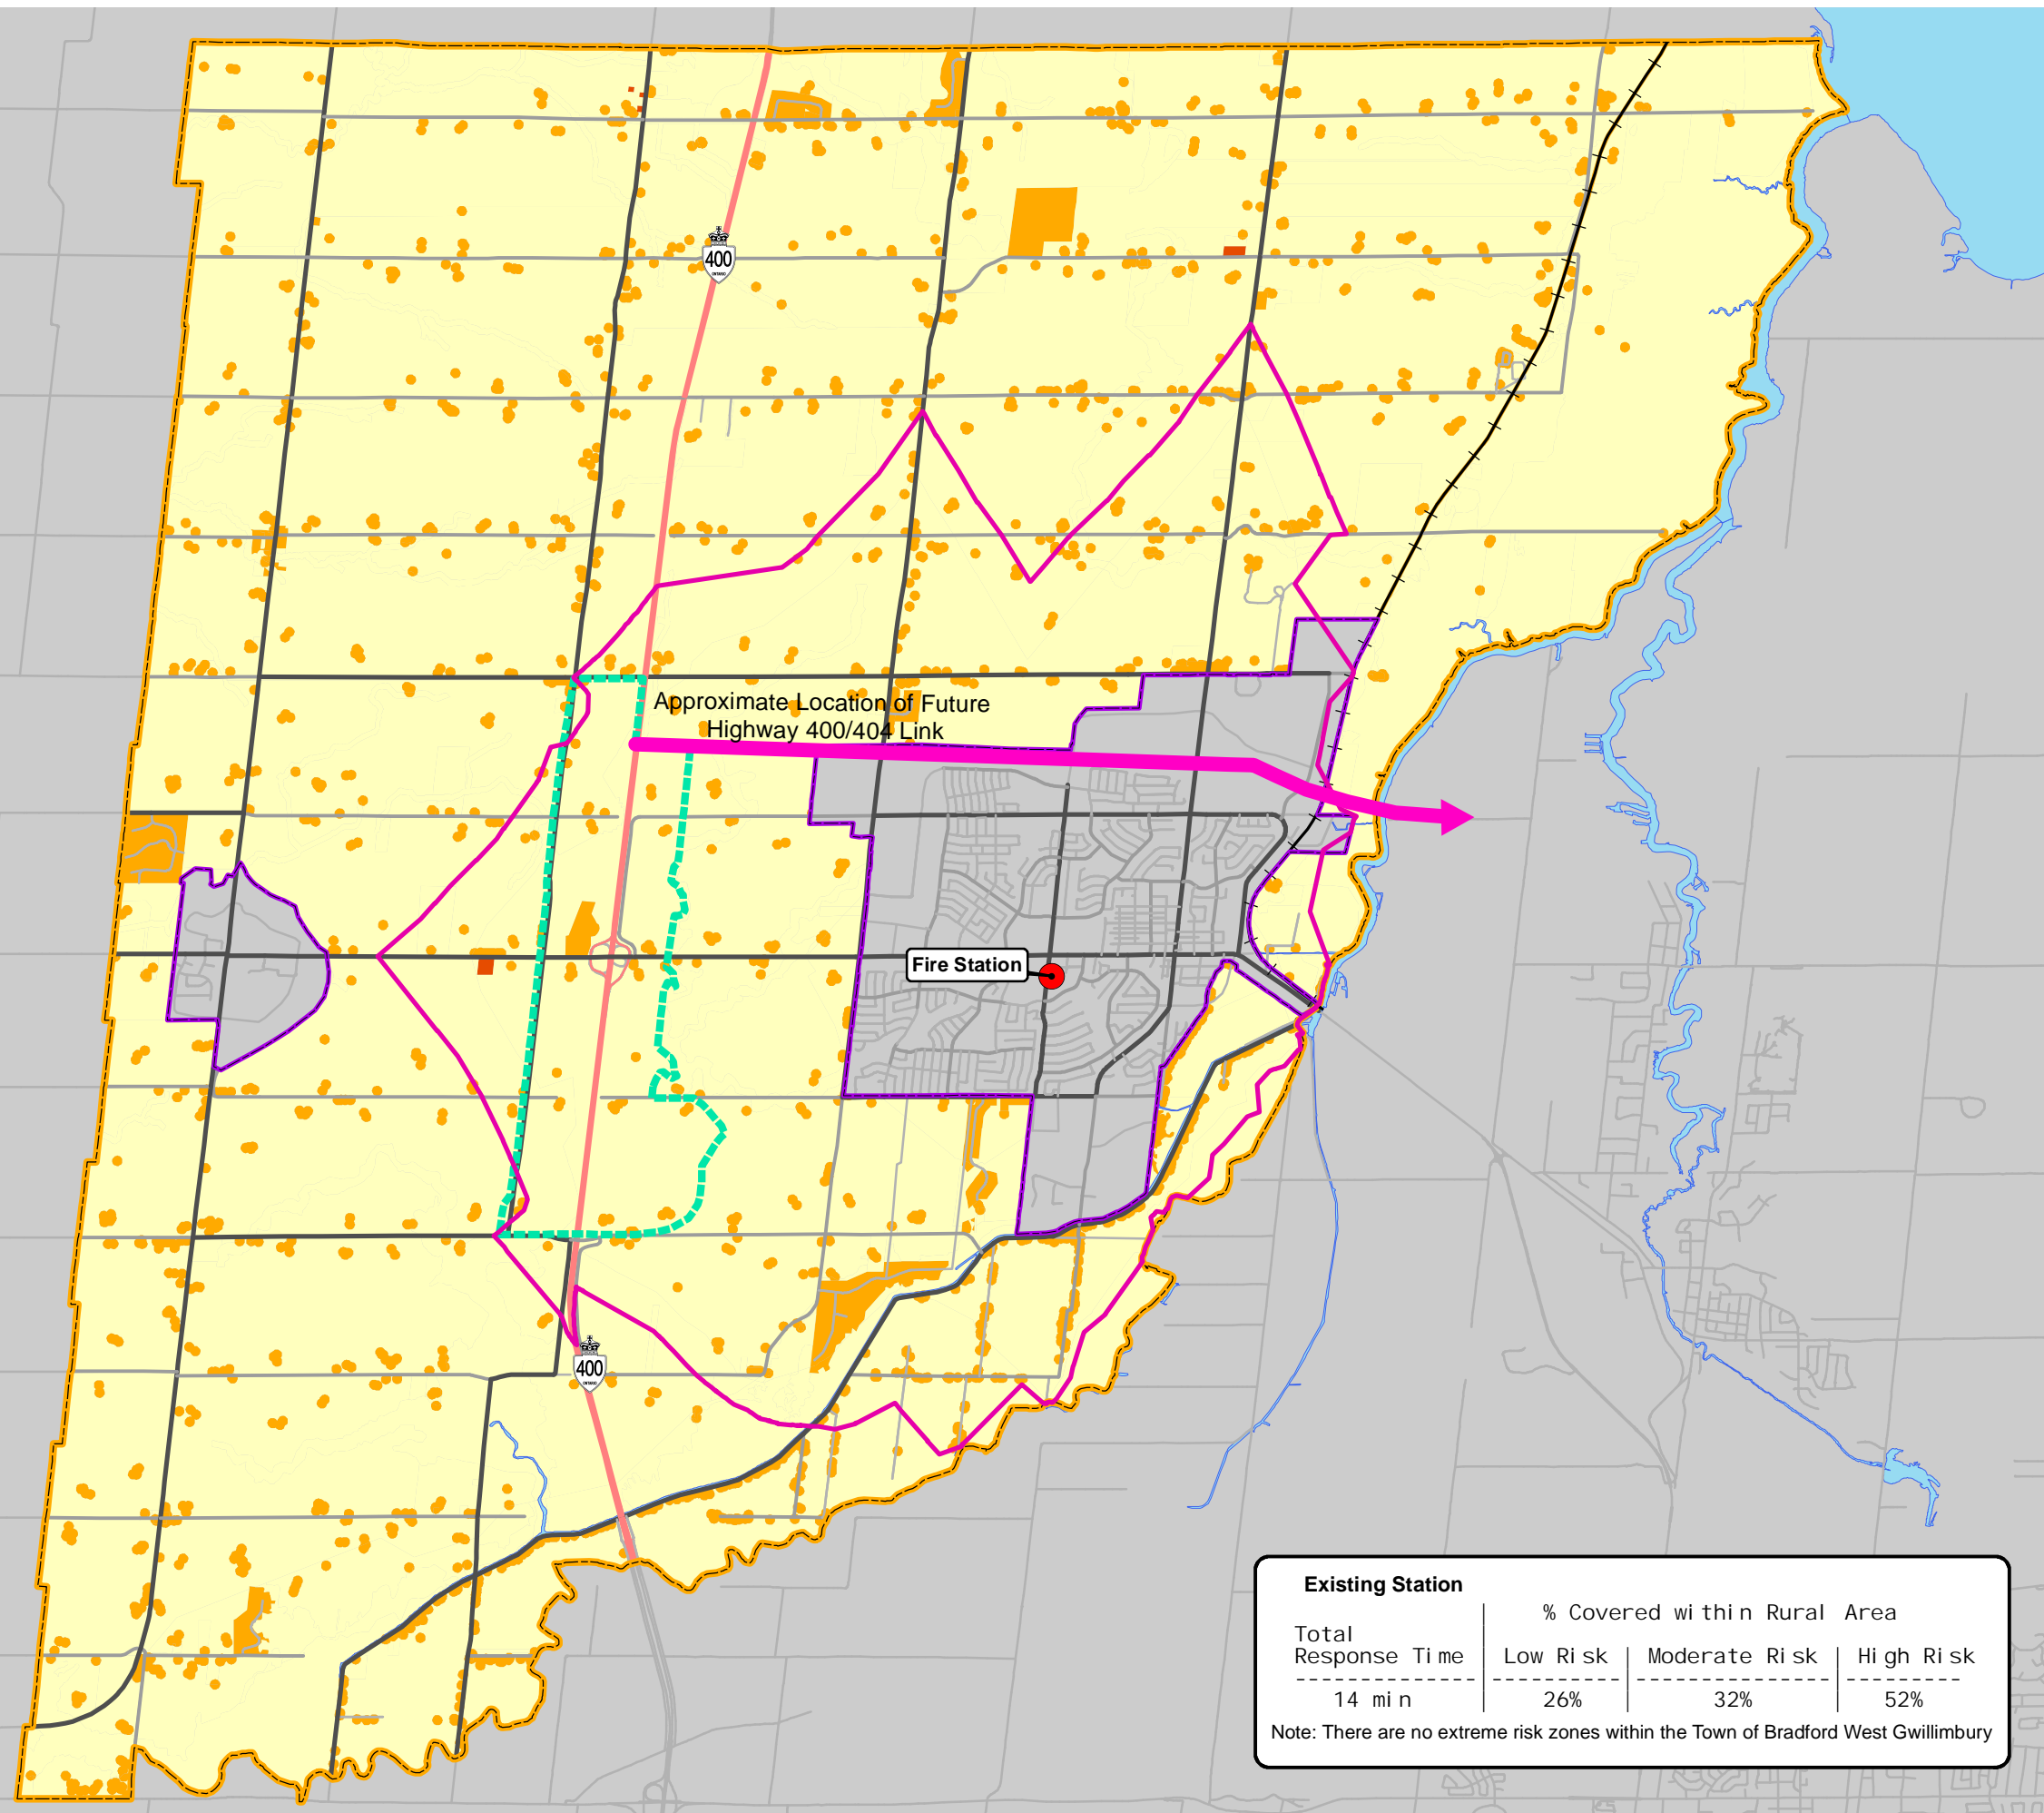 400
ONTARIO
Approximate Location of Future
Highway 400/404 Link
Fire Station
400
ONTARIO
Existing Station
% Covered within Rural Area
Total
Response Time | Low Risk | Moderate Risk | High Risk
14 min | 26% | 32% | 52%
Note: There are no extreme risk zones within the Town of Bradford West Gwillimbury